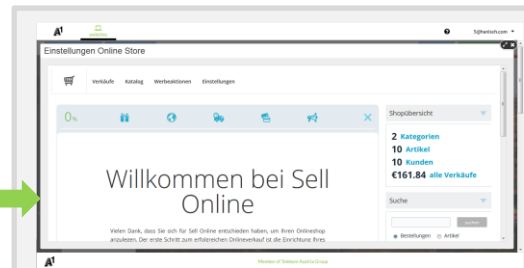 A1
S@hanisch.com
Einstellungen Online Store
Verkäufe Katalog Werbeaktionen Einstellungen
0%
Shopübersicht
2 Kategorien
10 Artikel
10 Kunden
€161.84 alle Verkäufe
Willkommen bei Sell
Online
Suche
Vielen Dank, dass Sie sich für Sell Online entschieden haben, um Ihren Onlineshop
anzulegen. Der erste Schritt zum erfolgreichen Onlineverkauf ist die Einrichtung Ihres
Bestellungen Artikel
A1
Member of Telekom Austria Group